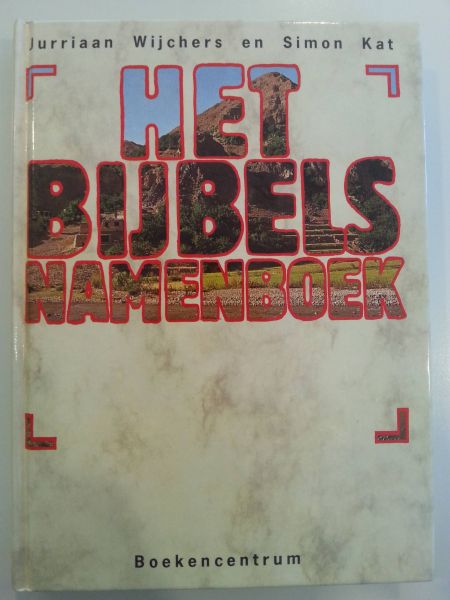 Jurriaan Wijchers en Simon Kat
HET
BIJBELS
NAMENBOEK
Boekencentrum